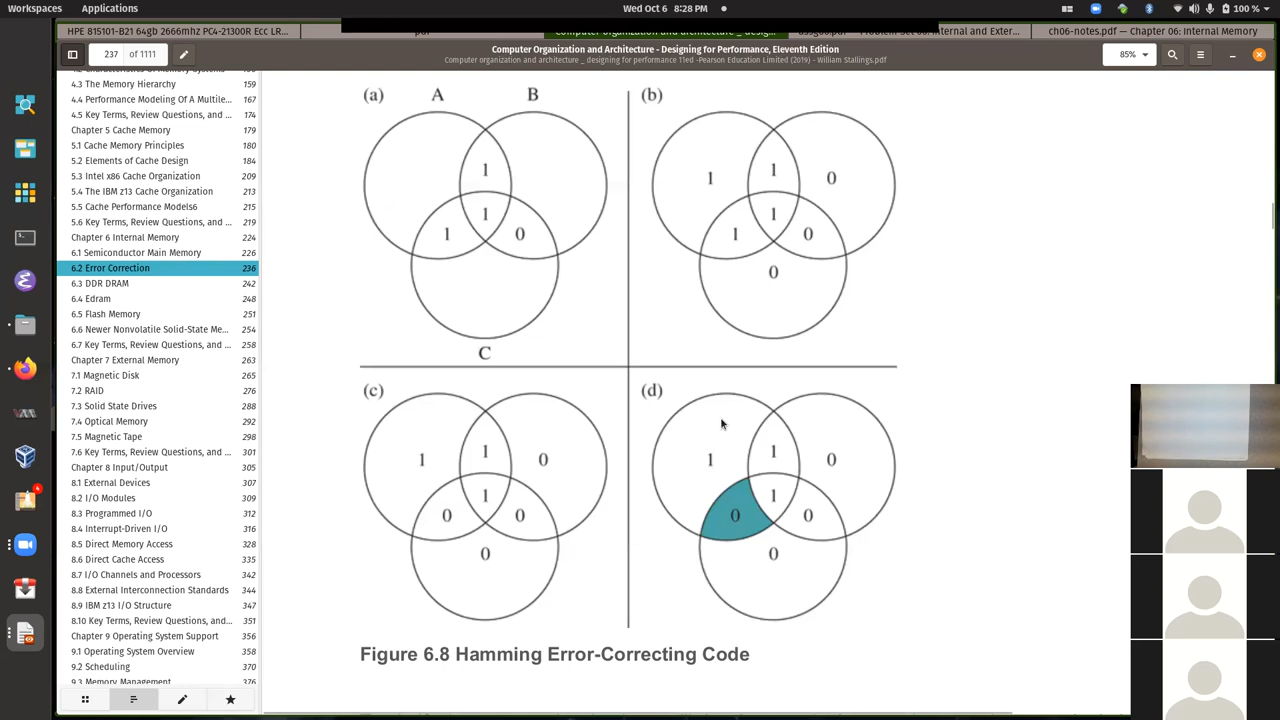 Workspaces Applications Wed Oct 6 8:28 PM 100 %
HPE 815101-B21 64gb 2666mhz PC4-21300R Ecc LR... ch06-notes.pdf — Chapter 06: Internal Memory
237 of 1111
Computer Organization and Architecture - Designing for Performance, Eleventh Edition
Computer organization and architecture _ designing for performance 11ed -Pearson Education Limited (2019) - William Stallings.pdf
85%
4.3 The Memory Hierarchy 159
4.4 Performance Modeling Of A Multile... 167
4.5 Key Terms, Review Questions, and ... 174
Chapter 5 Cache Memory 179
5.1 Cache Memory Principles 180
5.2 Elements of Cache Design 184
5.3 Intel x86 Cache Organization 209
5.4 The IBM z13 Cache Organization 213
5.5 Cache Performance Models6 215
5.6 Key Terms, Review Questions, and ... 219
Chapter 6 Internal Memory 224
6.1 Semiconductor Main Memory 226
6.2 Error Correction 236
6.3 DDR DRAM 242
6.4 Edram 248
6.5 Flash Memory 251
6.6 Newer Nonvolatile Solid-State Me... 254
6.7 Key Terms, Review Questions, and ... 258
Chapter 7 External Memory 263
7.1 Magnetic Disk 265
7.2 RAID 276
7.3 Solid State Drives 288
7.4 Optical Memory 292
7.5 Magnetic Tape 298
7.6 Key Terms, Review Questions, and ... 301
Chapter 8 Input/Output 305
8.1 External Devices 307
8.2 I/O Modules 309
8.3 Programmed I/O 312
8.4 Interrupt-Driven I/O 316
8.5 Direct Memory Access 328
8.6 Direct Cache Access 335
8.7 I/O Channels and Processors 342
8.8 External Interconnection Standards 344
8.9 IBM z13 I/O Structure 347
8.10 Key Terms, Review Questions, and... 351
Chapter 9 Operating System Support 356
9.1 Operating System Overview 358
9.2 Scheduling 370
9.3 Memory Management 376
(a) A B
1
1
1 0
C
(b)
1 1 0
1
1 0
0
(c)
1 1 0
1
0 0
0
(d)
1 1 0
1
0 0
0
Figure 6.8 Hamming Error-Correcting Code
4